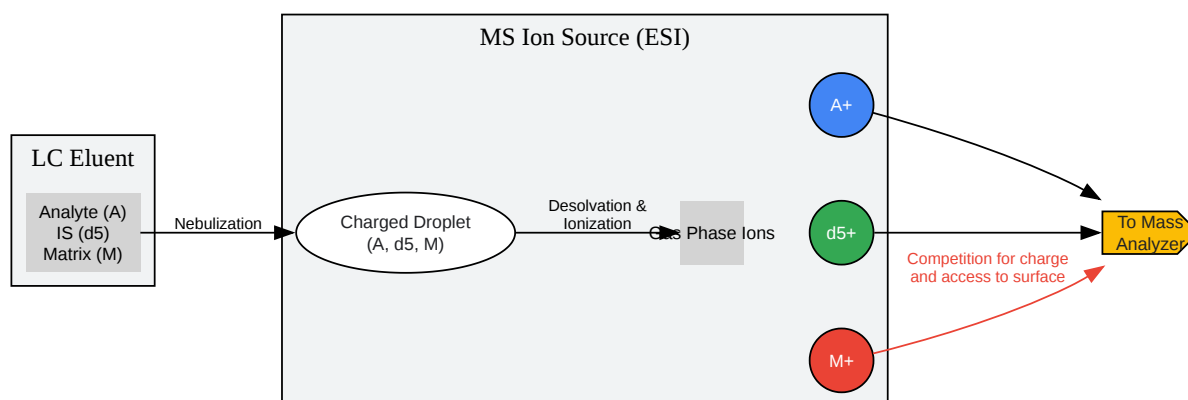 MS Ion Source (ESI)
LC Eluent
Analyte (A)
IS (d5)
Matrix (M)
Nebulization
Charged Droplet
(A, d5, M)
Desolvation &
Ionization
Gas Phase Ions
A+
d5+
M+
Competition for charge
and access to surface
To Mass
Analyzer